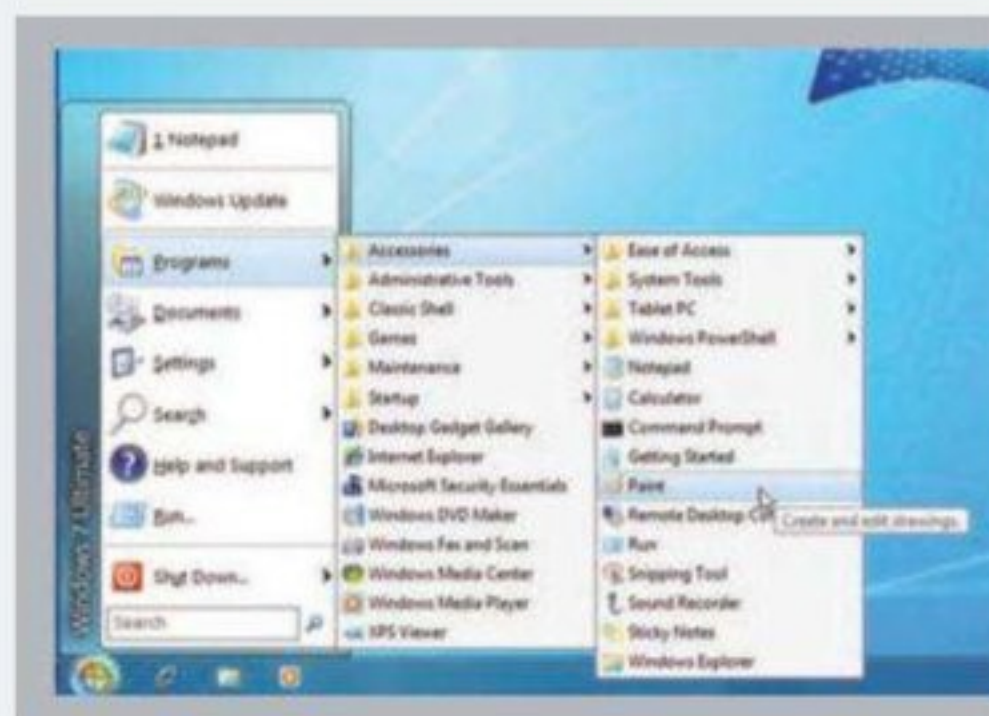 1 Notepad
Windows Update
Programs
Documents
Settings
Search
Help and Support
Run...
Shut Down...
Search
Windows 7 Ultimate
Accessories
Administrative Tools
Classic Shell
Games
Maintenance
Startup
Desktop Gadget Gallery
Internet Explorer
Microsoft Security Essentials
Windows DVD Maker
Windows Fax and Scan
Windows Media Center
Windows Media Player
XPS Viewer
Ease of Access
System Tools
Tablet PC
Windows PowerShell
Notepad
Calculator
Command Prompt
Getting Started
Paint
Remote Desktop
Create and edit drawings.
Run
Snipping Tool
Sound Recorder
Sticky Notes
Windows Explorer